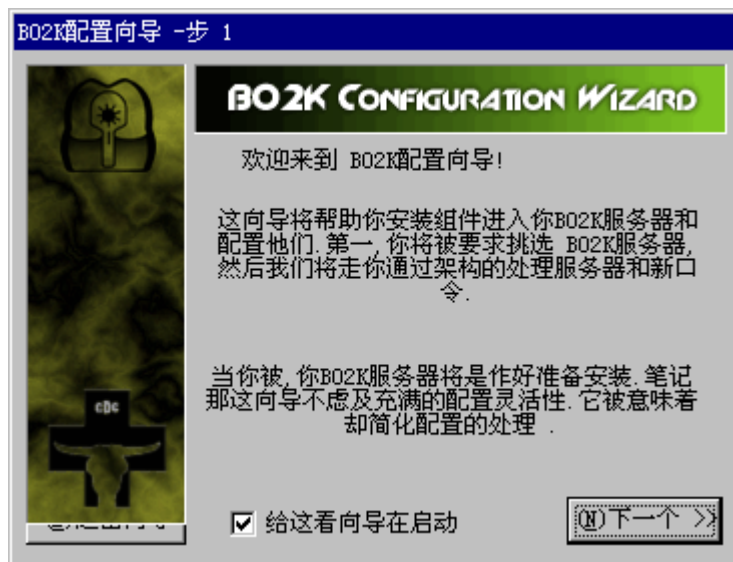 BO2K配置向导 -步 1
BO2K CONFIGURATION WIZARD
欢迎来到 BO2K配置向导!
这向导将帮助你安装组件进入你BO2K服务器和
配置他们.第一,你将被要求挑选 BO2K服务器,
然后我们将走你通过架构的处理服务器和新口
令.
当你被,你BO2K服务器将是作好准备安装.笔记
那这向导不虑及充满的配置灵活性.它被意味着
却简化配置的处理 .
cDc
给这看向导在启动
(N)下一个 >>